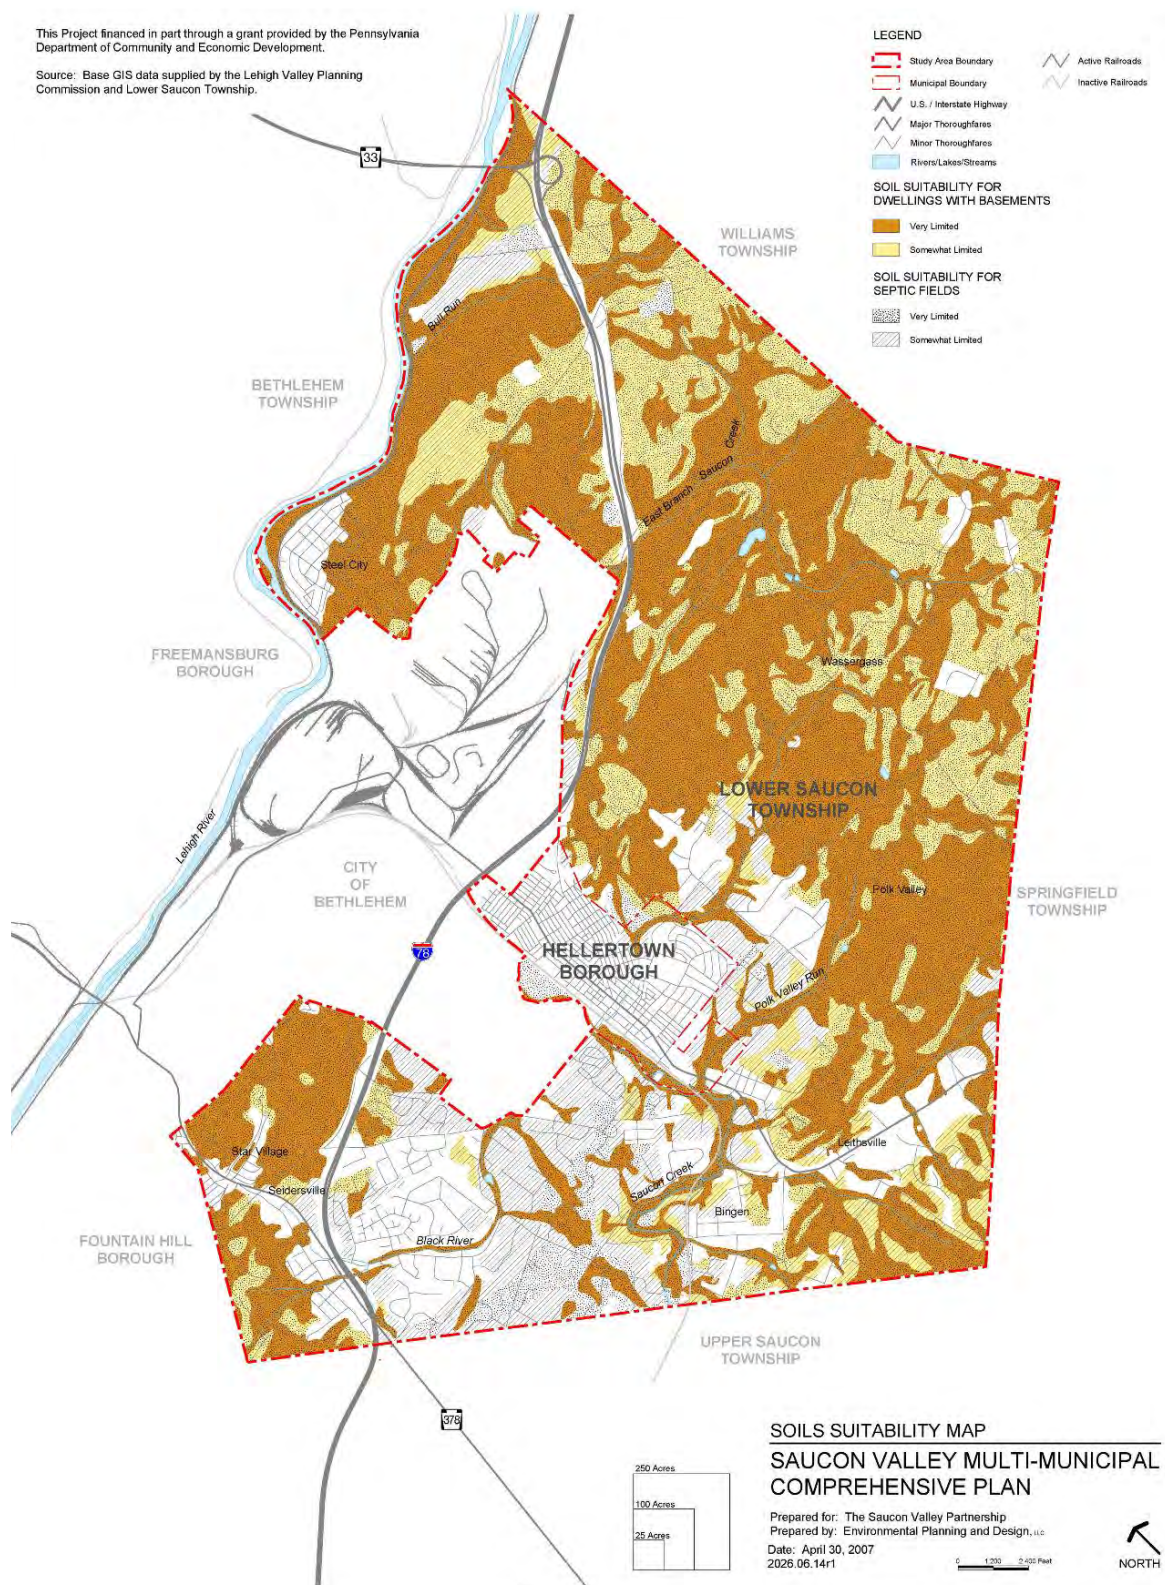 This Project financed in part through a grant provided by the Pennsylvania
Department of Community and Economic Development.
Source: Base GIS data supplied by the Lehigh Valley Planning
Commission and Lower Saucon Township.
LEGEND
Study Area Boundary
Municipal Boundary
U.S. / Interstate Highway
Major Thoroughfares
Minor Thoroughfares
Rivers/Lakes/Streams
Active Railroads
Inactive Railroads
SOIL SUITABILITY FOR
DWELLINGS WITH BASEMENTS
Very Limited
Somewhat Limited
SOIL SUITABILITY FOR
SEPTIC FIELDS
Very Limited
Somewhat Limited
33
WILLIAMS
TOWNSHIP
Bull Run
BETHLEHEM
TOWNSHIP
East Branch Saucon Creek
Steel City
FREEMANSBURG
BOROUGH
Wassergass
LOWER SAUCON
TOWNSHIP
Lehigh River
CITY
OF
BETHLEHEM
Polk Valley
SPRINGFIELD
TOWNSHIP
78
HELLERTOWN
BOROUGH
Polk Valley Run
Leithsville
Star Village
Seidersville
Saucon Creek
Bingen
Black River
FOUNTAIN HILL
BOROUGH
UPPER SAUCON
TOWNSHIP
378
250 Acres
100 Acres
25 Acres
SOILS SUITABILITY MAP
SAUCON VALLEY MULTI-MUNICIPAL
COMPREHENSIVE PLAN
Prepared for: The Saucon Valley Partnership
Prepared by: Environmental Planning and Design, LLC
Date: April 30, 2007
2026.06.14r1
0 1,200 2,400 Feet
NORTH